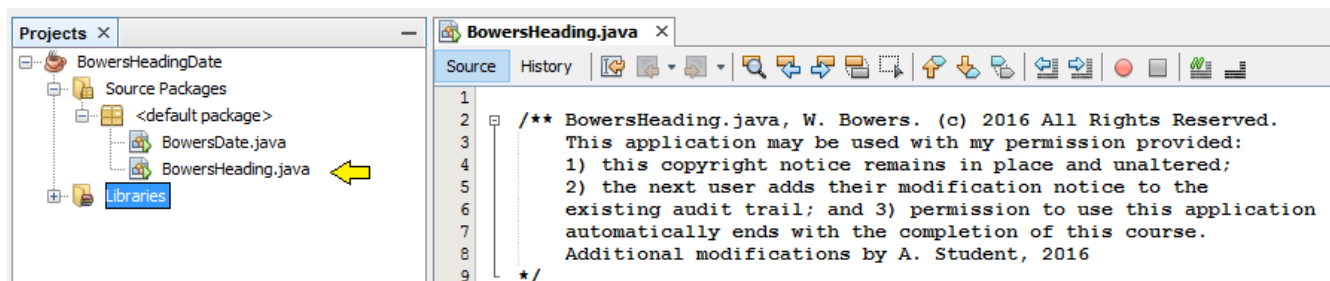 Projects
BowersHeadingDate
Source Packages
<default package>
BowersDate.java
BowersHeading.java
Libraries
BowersHeading.java
Source History
1
2 /** BowersHeading.java, W. Bowers. (c) 2016 All Rights Reserved.
3 This application may be used with my permission provided:
4 1) this copyright notice remains in place and unaltered;
5 2) the next user adds their modification notice to the
6 existing audit trail; and 3) permission to use this application
7 automatically ends with the completion of this course.
8 Additional modifications by A. Student, 2016
9 */